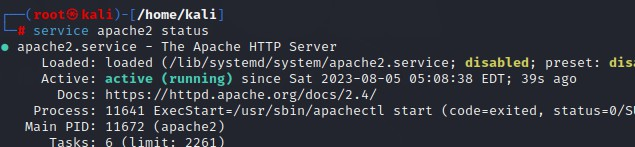 ┌──(root㉿kali)-[/home/kali]
└─# service apache2 status
● apache2.service - The Apache HTTP Server
Loaded: loaded (/lib/systemd/system/apache2.service; disabled; preset: disa
Active: active (running) since Sat 2023-08-05 05:08:38 EDT; 39s ago
Docs: https://httpd.apache.org/docs/2.4/
Process: 11641 ExecStart=/usr/sbin/apachectl start (code=exited, status=0/SU
Main PID: 11672 (apache2)
Tasks: 6 (limit: 2261)